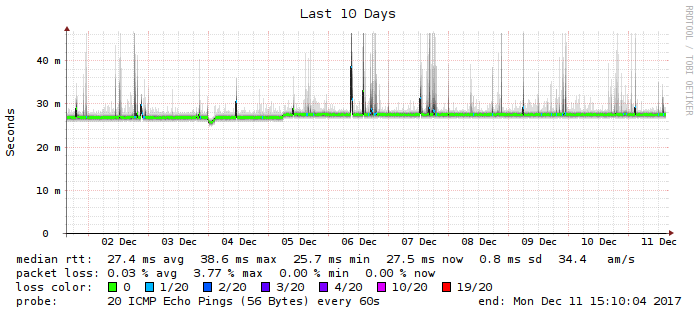 Last 10 Days
RRDTOOL / TOBI OETIKER
Seconds
40 m
30 m
20 m
10 m
0
02 Dec 03 Dec 04 Dec 05 Dec 06 Dec 07 Dec 08 Dec 09 Dec 10 Dec 11 Dec
median rtt: 27.4 ms avg 38.6 ms max 25.7 ms min 27.5 ms now 0.8 ms sd 34.4 am/s
packet loss: 0.03 % avg 3.77 % max 0.00 % min 0.00 % now
loss color: 0 1/20 2/20 3/20 4/20 10/20 19/20
probe: 20 ICMP Echo Pings (56 Bytes) every 60s end: Mon Dec 11 15:10:04 2017